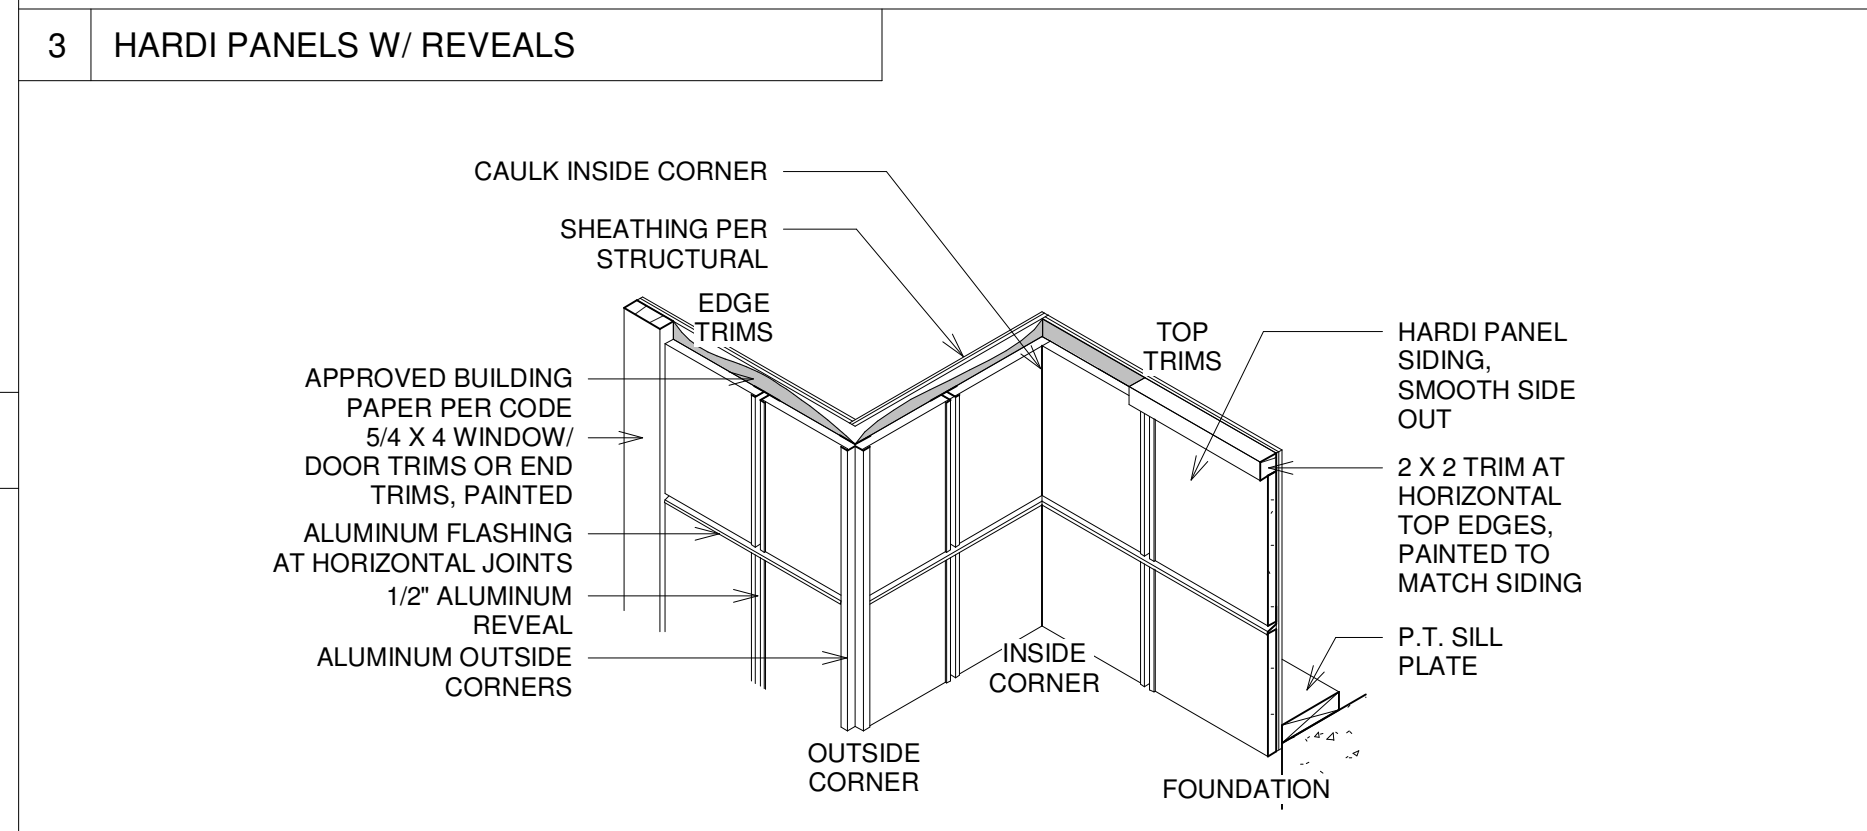 3 HARDI PANELS W/ REVEALS
CAULK INSIDE CORNER
SHEATHING PER
STRUCTURAL
EDGE
TRIMS
APPROVED BUILDING
PAPER PER CODE
5/4 X 4 WINDOW/
DOOR TRIMS OR END
TRIMS, PAINTED
ALUMINUM FLASHING
AT HORIZONTAL JOINTS
1/2" ALUMINUM
REVEAL
ALUMINUM OUTSIDE
CORNERS
OUTSIDE
CORNER
INSIDE
CORNER
TOP
TRIMS
HARDI PANEL
SIDING,
SMOOTH SIDE
OUT
2 X 2 TRIM AT
HORIZONTAL
TOP EDGES,
PAINTED TO
MATCH SIDING
P.T. SILL
PLATE
FOUNDATION